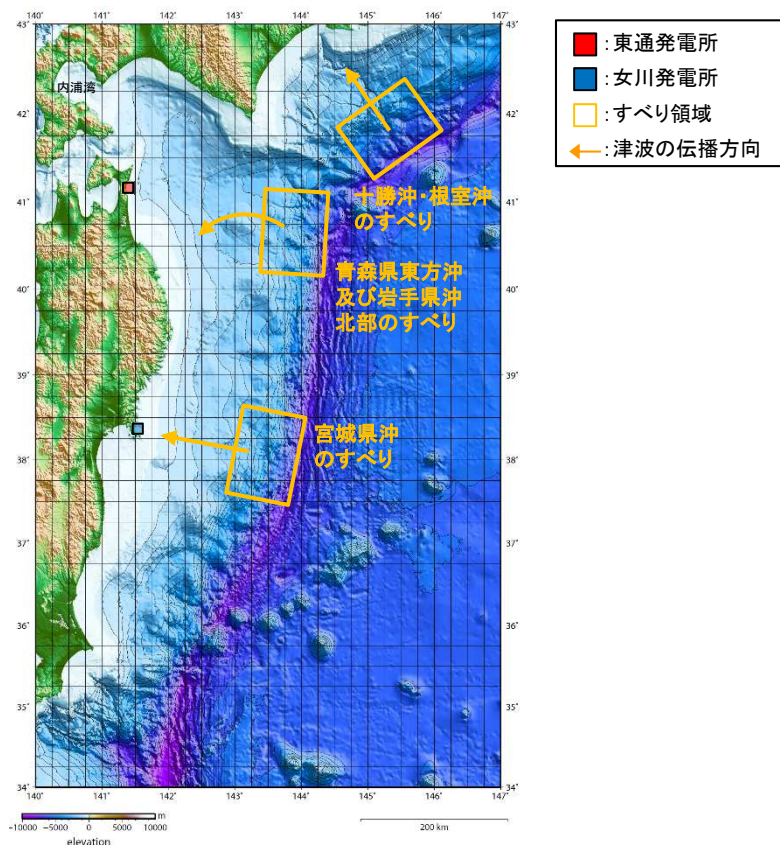 140˚ 141˚ 142˚ 143˚ 144˚ 145˚ 146˚ 147˚
43˚
42˚
41˚
40˚
39˚
38˚
37˚
36˚
35˚
34˚
43˚
42˚
41˚
40˚
39˚
38˚
37˚
36˚
35˚
34˚
140˚ 141˚ 142˚ 143˚ 144˚ 145˚ 146˚ 147˚
内浦湾
十勝沖・根室沖
のすべり
青森県東方沖
及び岩手県沖
北部のすべり
宮城県沖
のすべり
m
−10000 −5000 0 5000 10000
elevation
200 km
:東通発電所
:女川発電所
:すべり領域
:津波の伝播方向